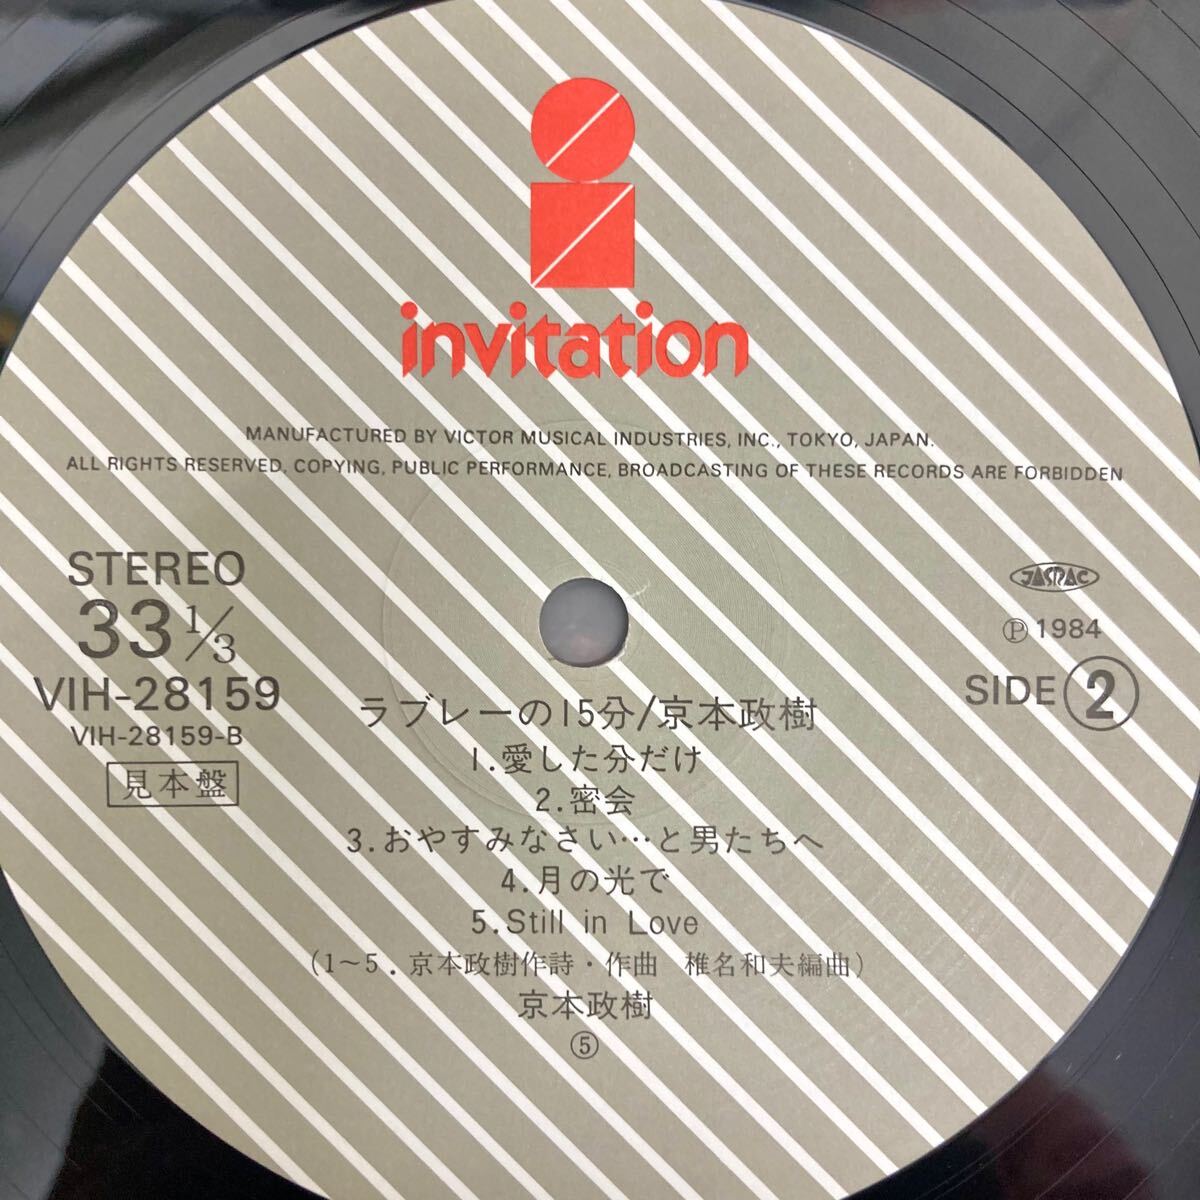 invitation
MANUFACTURED BY VICTOR MUSICAL INDUSTRIES, INC., TOKYO, JAPAN.
ALL RIGHTS RESERVED, COPYING, PUBLIC PERFORMANCE, BROADCASTING OF THESE RECORDS ARE FORBIDDEN
STEREO
33 1/3
VIH-28159
VIH-28159-B
見本盤
JASRAC
Ⓟ 1984
SIDE ②
ラブレーの15分/京本政樹
1.愛した分だけ
2.密会
3.おやすみなさい…と男たちへ
4.月の光で
5.Still in Love
(1～5.京本政樹作詩・作曲 椎名和夫編曲)
京本政樹
⑤